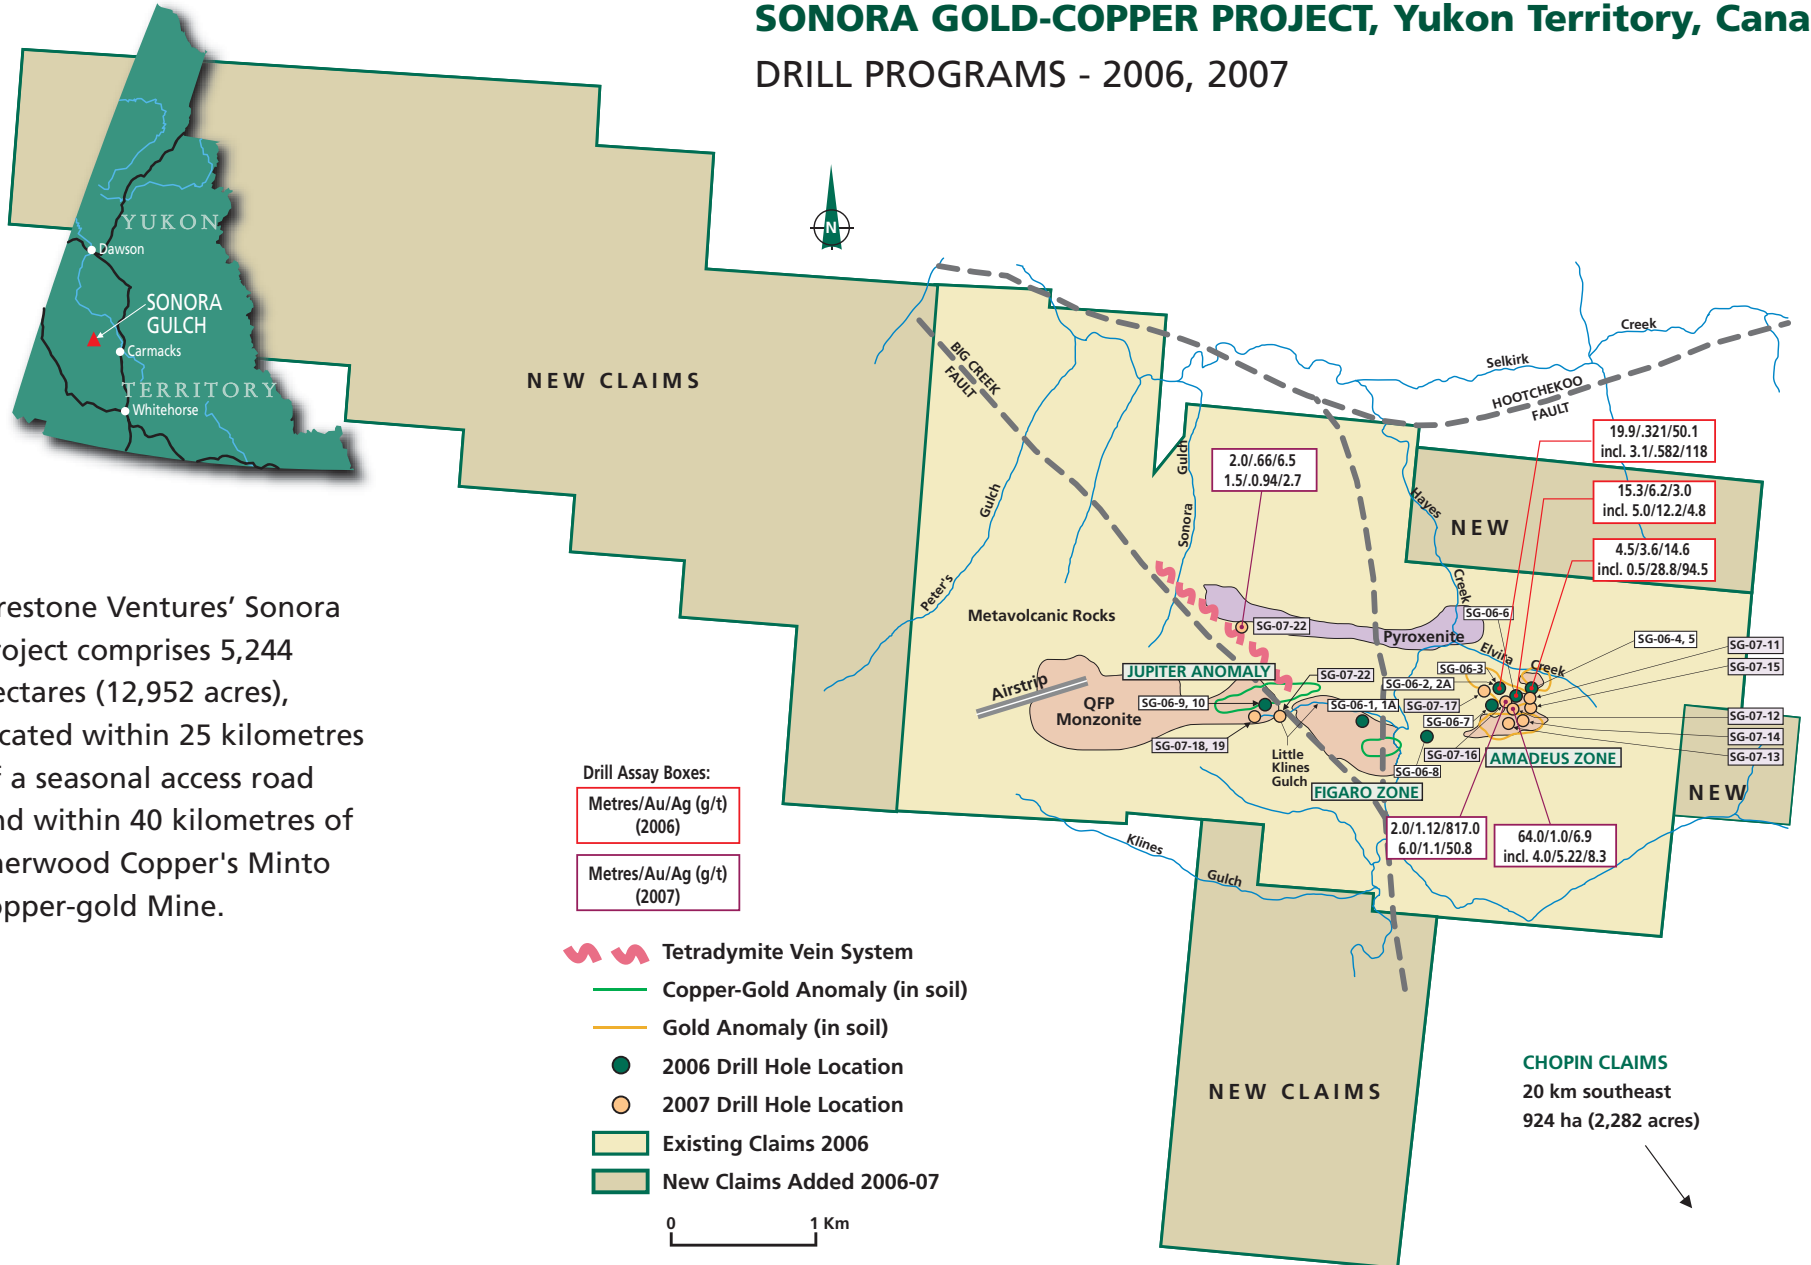 SONORA GOLD-COPPER PROJECT, Yukon Territory, Cana
DRILL PROGRAMS - 2006, 2007
YUKON
Dawson
SONORA
GULCH
Carmacks
TERRITORY
Whitehorse
NEW CLAIMS
N
BIG CREEK
FAULT
Selkirk
Creek
HOOTCHEKOO
FAULT
19.9/.321/50.1
incl. 3.1/.582/118
2.0/.66/6.5
1.5/.0.94/2.7
15.3/6.2/3.0
incl. 5.0/12.2/4.8
4.5/3.6/14.6
incl. 0.5/28.8/94.5
Gulch
Sonora
Gulch
Peter's
Hayes
Creek
NEW
Metavolcanic Rocks
SG-07-22
Pyroxenite
SG-06-6
Elvira
Creek
SG-06-4, 5
SG-07-11
SG-07-15
JUPITER ANOMALY
SG-07-22
SG-06-3
SG-06-2, 2A
Airstrip
QFP
Monzonite
SG-06-9, 10
SG-06-1, 1A
SG-07-17
SG-06-7
SG-07-12
SG-07-14
SG-07-13
SG-07-18, 19
Little
Klines
Gulch
SG-07-16
SG-06-8
AMADEUS ZONE
FIGARO ZONE
NEW
2.0/1.12/817.0
6.0/1.1/50.8
64.0/1.0/6.9
incl. 4.0/5.22/8.3
Klines
Gulch
restone Ventures' Sonora
roject comprises 5,244
ectares (12,952 acres),
cated within 25 kilometres
f a seasonal access road
nd within 40 kilometres of
herwood Copper's Minto
opper-gold Mine.
Drill Assay Boxes:
Metres/Au/Ag (g/t)
(2006)
Metres/Au/Ag (g/t)
(2007)
Tetradymite Vein System
Copper-Gold Anomaly (in soil)
Gold Anomaly (in soil)
2006 Drill Hole Location
2007 Drill Hole Location
Existing Claims 2006
New Claims Added 2006-07
0 1 Km
NEW CLAIMS
CHOPIN CLAIMS
20 km southeast
924 ha (2,282 acres)